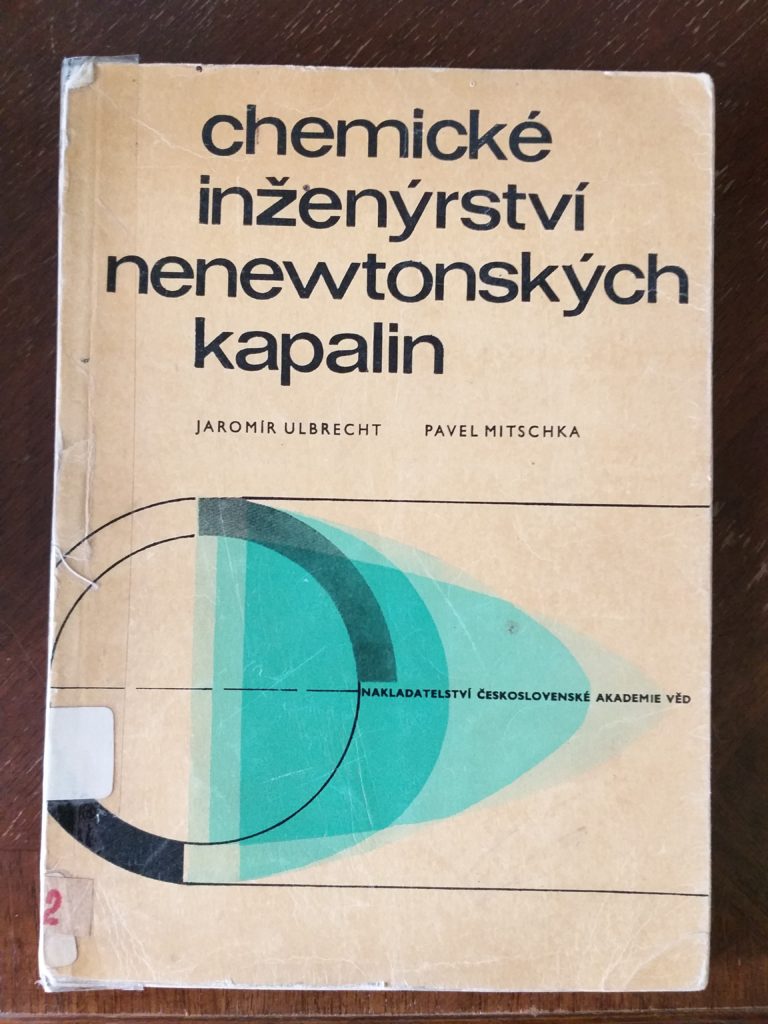 chemické
inženýrství
nenewtonských
kapalin
JAROMÍR ULBRECHT PAVEL MITSCHKA
NAKLADATELSTVÍ ČESKOSLOVENSKÉ AKADEMIE VĚD
2